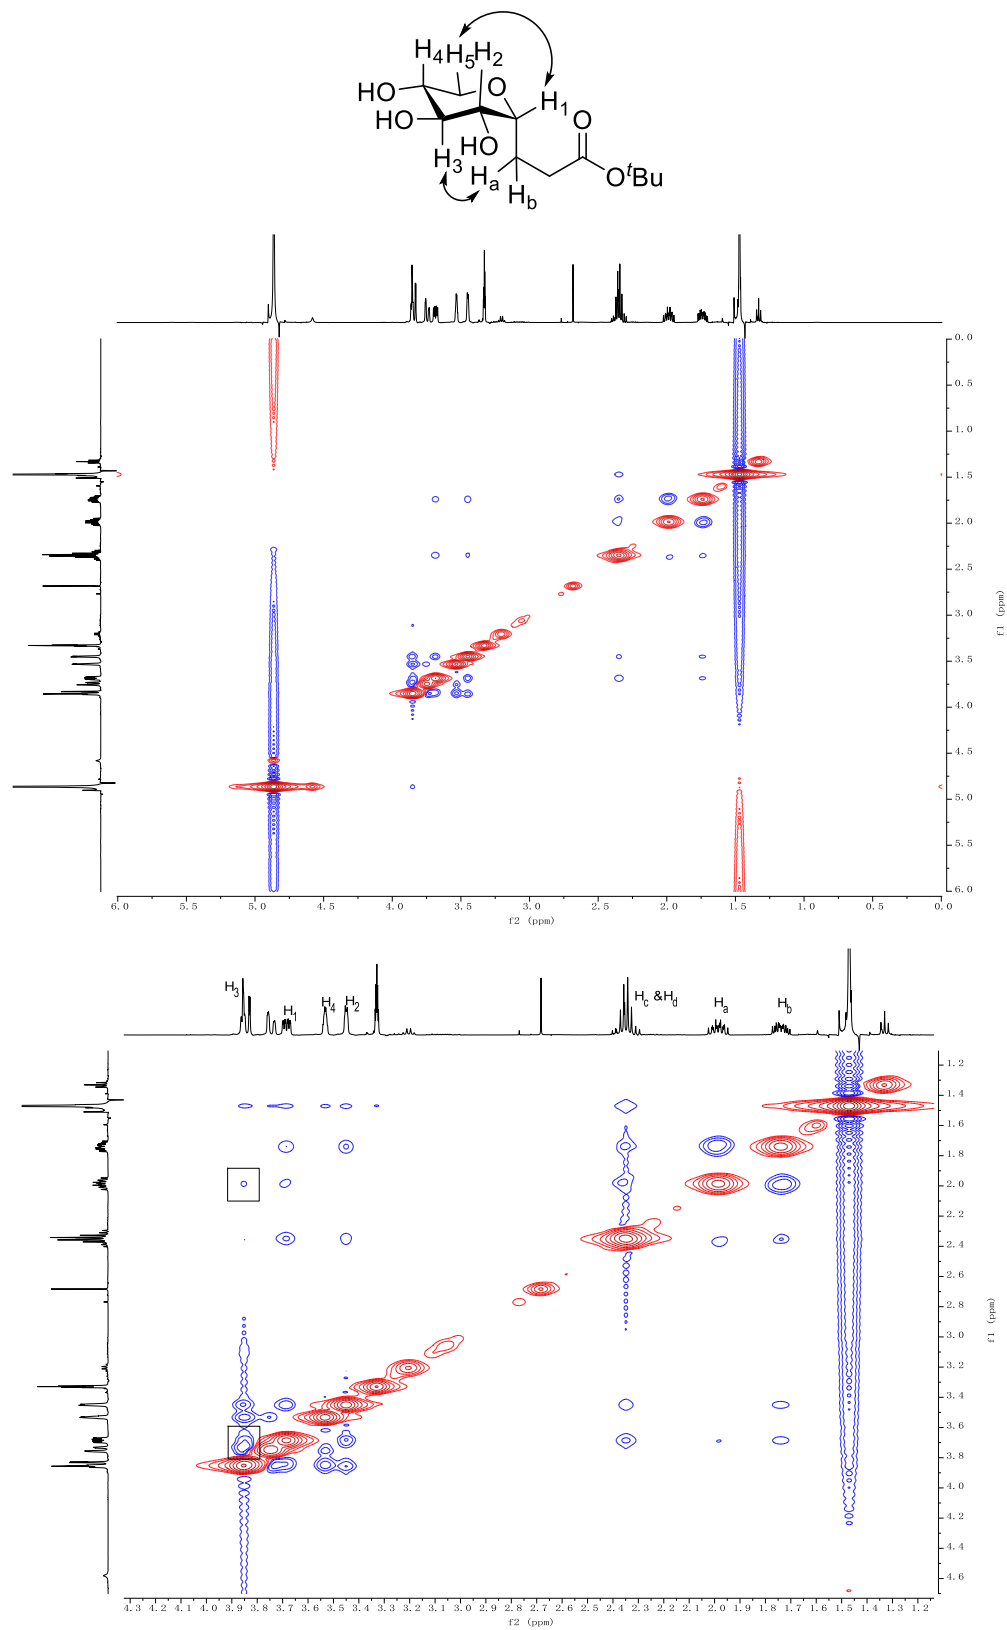 H4 H5 H2
O
HO
H1
O
HO
HO
H3
Ha
OtBu
Hb
0.0
0.5
1.0
1.5
2.0
2.5
3.0
3.5
4.0
4.5
5.0
5.5
6.0
f1 (ppm)
6.0 5.5 5.0 4.5 4.0 3.5 3.0 2.5 2.0 1.5 1.0 0.5 0.0
f2 (ppm)
H3 H1 H4 H2 Hc &Hd Ha Hb
1.2
1.4
1.6
1.8
2.0
2.2
2.4
2.6
2.8
3.0
3.2
3.4
3.6
3.8
4.0
4.2
4.4
4.6
f1 (ppm)
4.3 4.2 4.1 4.0 3.9 3.8 3.7 3.6 3.5 3.4 3.3 3.2 3.1 3.0 2.9 2.8 2.7 2.6 2.5 2.4 2.3 2.2 2.1 2.0 1.9 1.8 1.7 1.6 1.5 1.4 1.3 1.2
f2 (ppm)